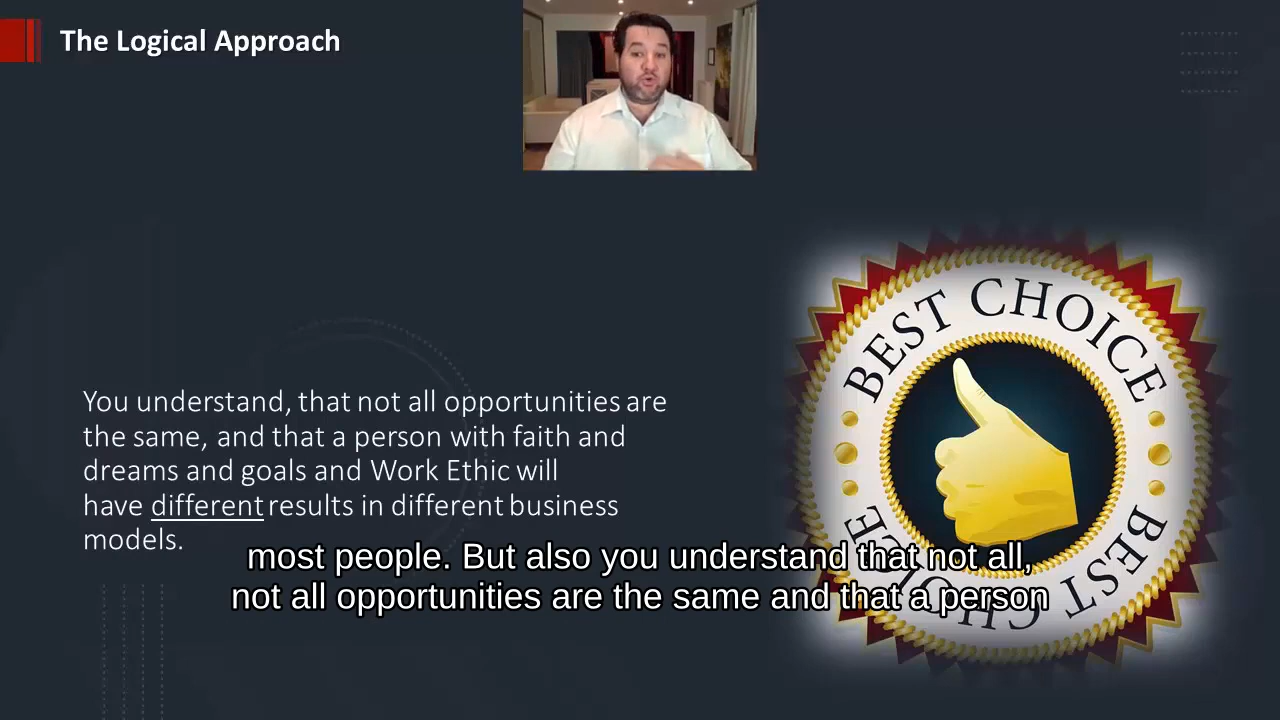 The Logical Approach
BEST CHOICE
BEST CHOICE
You understand, that not all opportunities are
the same, and that a person with faith and
dreams and goals and Work Ethic will
have different results in different business
models.
most people. But also you understand that not all,
not all opportunities are the same and that a person